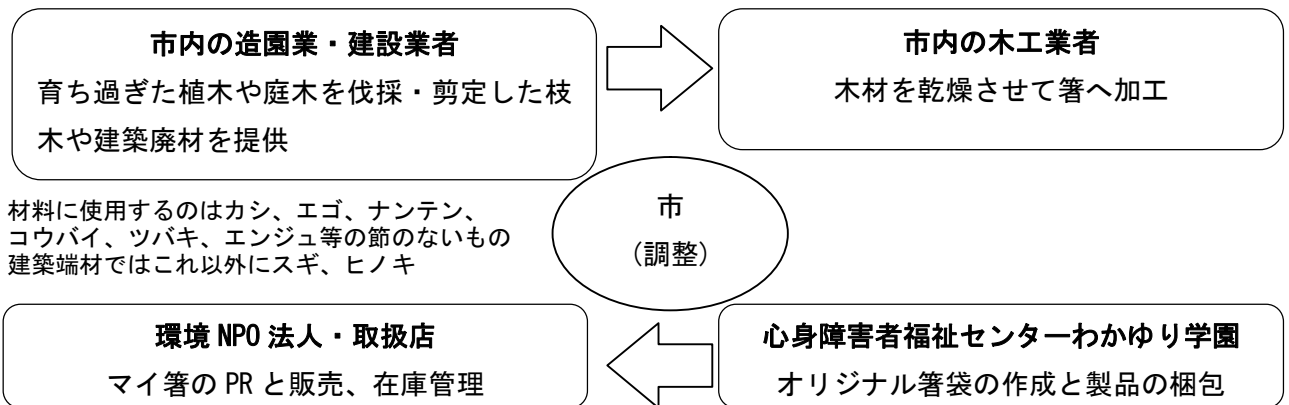 市内の造園業・建設業者
育ち過ぎた植木や庭木を伐採・剪定した枝
木や建築廃材を提供
市内の木工業者
木材を乾燥させて箸へ加工
材料に使用するのはカシ、エゴ、ナンテン、
コウバイ、ツバキ、エンジュ等の節のないもの
建築端材ではこれ以外にスギ、ヒノキ
市
（調整）
環境 NPO 法人・取扱店
マイ箸の PR と販売、在庫管理
心身障害者福祉センターわかゆり学園
オリジナル箸袋の作成と製品の梱包